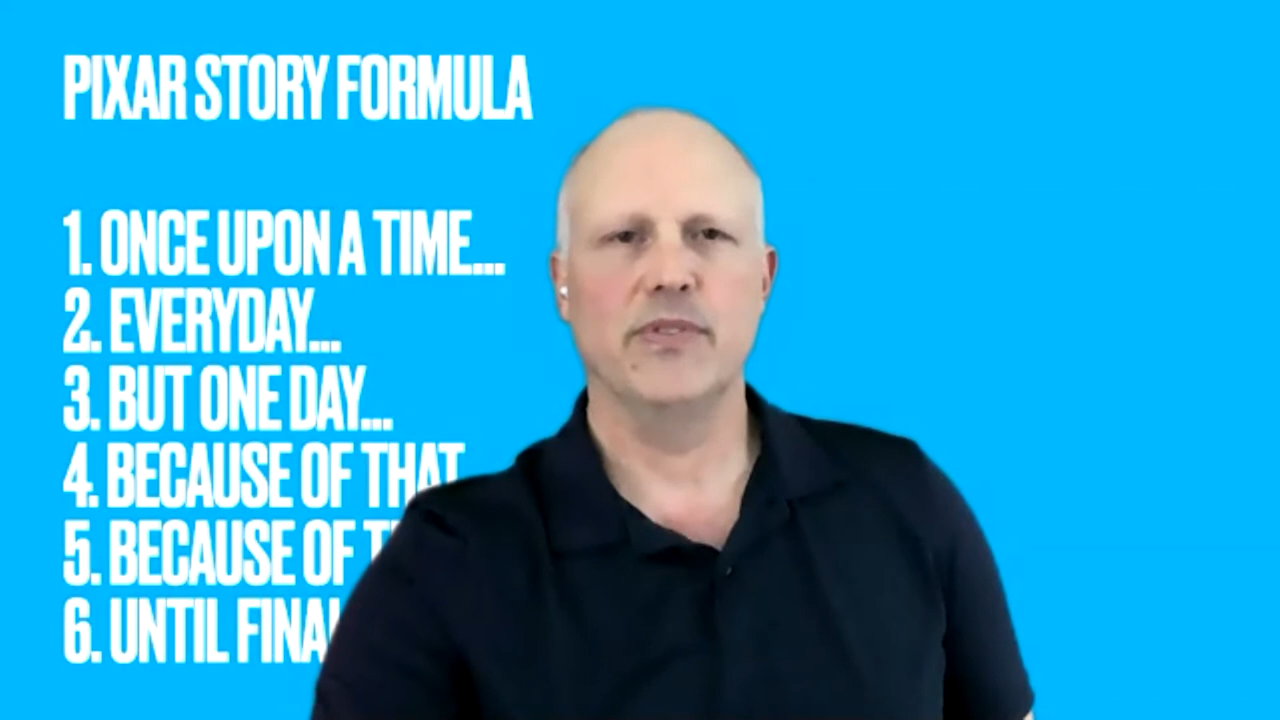 PIXAR STORY FORMULA
1. ONCE UPON A TIME...
2. EVERYDAY...
3. BUT ONE DAY...
4. BECAUSE OF THAT
5. BECAUSE OF
6. UNTIL